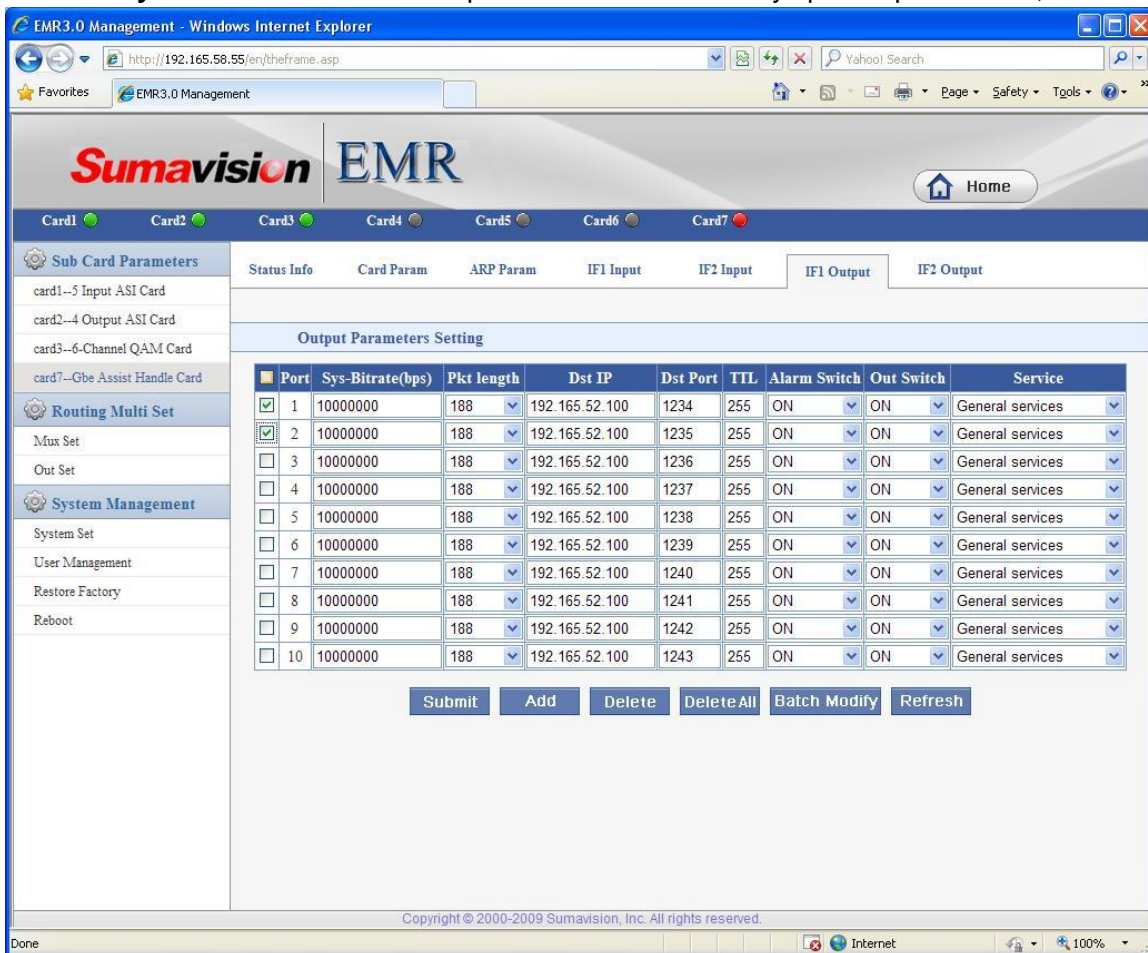 EMR3.0 Management - Windows Internet Explorer
http://192.165.58.55/en/theframe.asp
Yahoo! Search
Favorites
EMR3.0 Management
Page
Safety
Tools
Sumavision
EMR
Home
Card1 Card2 Card3 Card4 Card5 Card6 Card7
Sub Card Parameters
card1--5 Input ASI Card
card2--4 Output ASI Card
card3--6-Channel QAM Card
card7--Gbe Assist Handle Card
Routing Multi Set
Mux Set
Out Set
System Management
System Set
User Management
Restore Factory
Reboot
Status Info Card Param ARP Param IF1 Input IF2 Input IF1 Output IF2 Output
Output Parameters Setting
Port Sys-Bitrate(bps) Pkt length Dst IP Dst Port TTL Alarm Switch Out Switch Service
1 10000000 188 192.165.52.100 1234 255 ON ON General services
2 10000000 188 192.165.52.100 1235 255 ON ON General services
3 10000000 188 192.165.52.100 1236 255 ON ON General services
4 10000000 188 192.165.52.100 1237 255 ON ON General services
5 10000000 188 192.165.52.100 1238 255 ON ON General services
6 10000000 188 192.165.52.100 1239 255 ON ON General services
7 10000000 188 192.165.52.100 1240 255 ON ON General services
8 10000000 188 192.165.52.100 1241 255 ON ON General services
9 10000000 188 192.165.52.100 1242 255 ON ON General services
10 10000000 188 192.165.52.100 1243 255 ON ON General services
Submit Add Delete Delete All Batch Modify Refresh
Copyright © 2000-2009 Sumavision, Inc. All rights reserved.
Done
Internet
100%